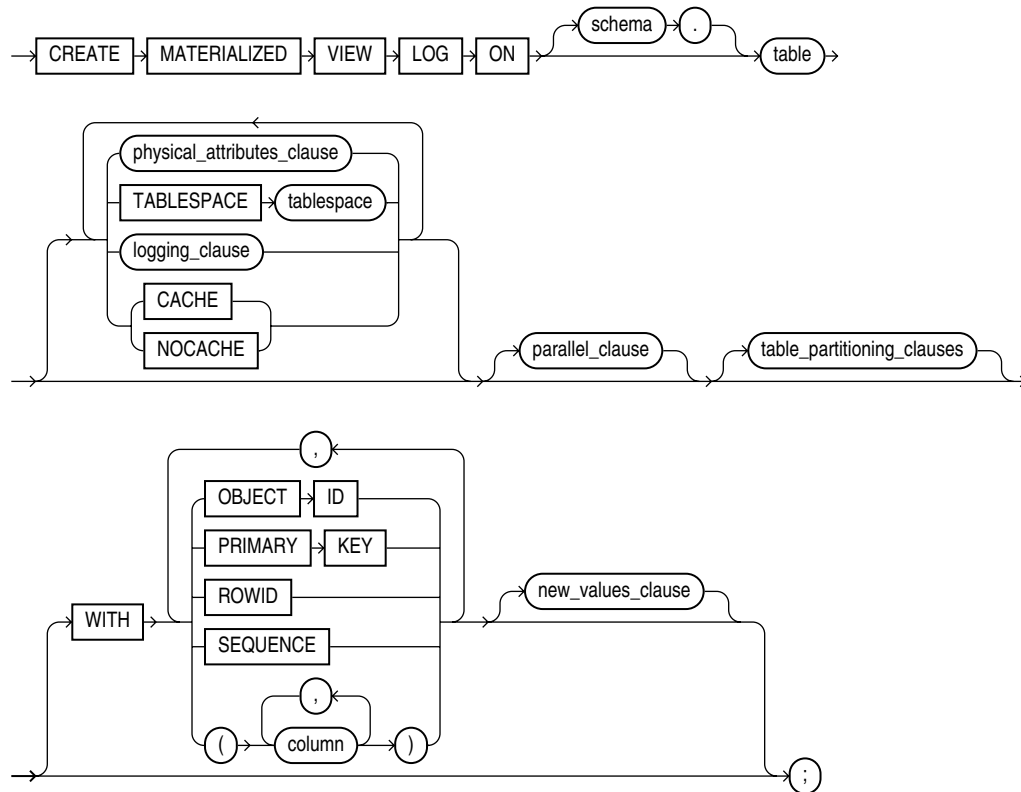 schema .
CREATE MATERIALIZED VIEW LOG ON table
physical_attributes_clause
TABLESPACE tablespace
logging_clause
CACHE
NOCACHE
parallel_clause table_partitioning_clauses
,
OBJECT ID
PRIMARY KEY
ROWID
SEQUENCE
WITH
new_values_clause
,
( column )
;